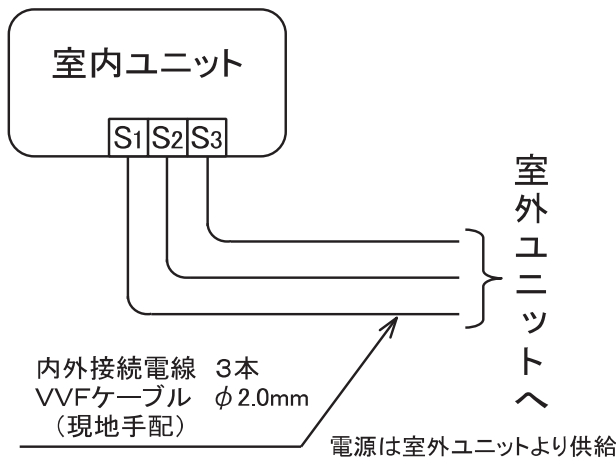 室内ユニット
S1 S2 S3
室外ユニットへ
内外接続電線 3本
VVFケーブル φ2.0mm
(現地手配)
電源は室外ユニットより供給